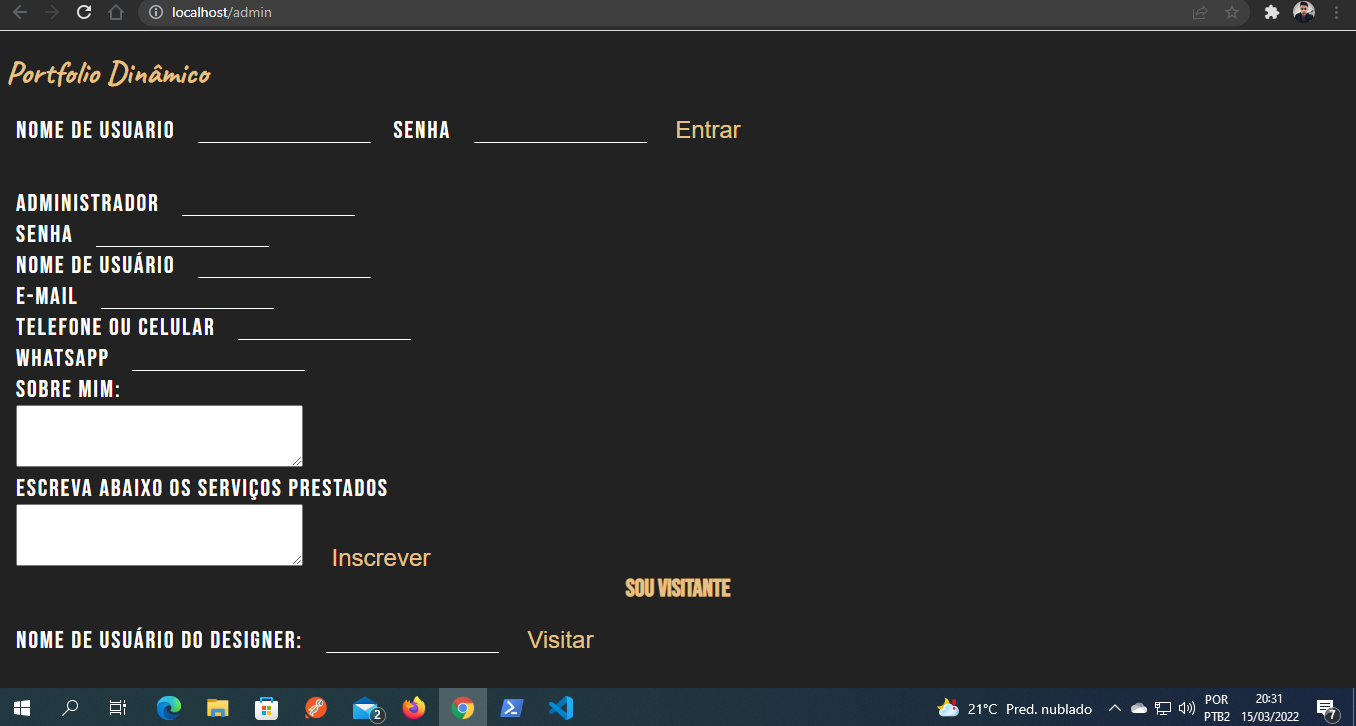 localhost/admin
Portfolio Dinâmico
NOME DE USUARIO SENHA Entrar
ADMINISTRADOR
SENHA
NOME DE USUÁRIO
E-MAIL
TELEFONE OU CELULAR
WHATSAPP
SOBRE MIM:
ESCREVA ABAIXO OS SERVIÇOS PRESTADOS
Inscrever
SOU VISITANTE
NOME DE USUÁRIO DO DESIGNER: Visitar
2 21°C Pred. nublado POR 20:31
PTB2 15/03/2022 7